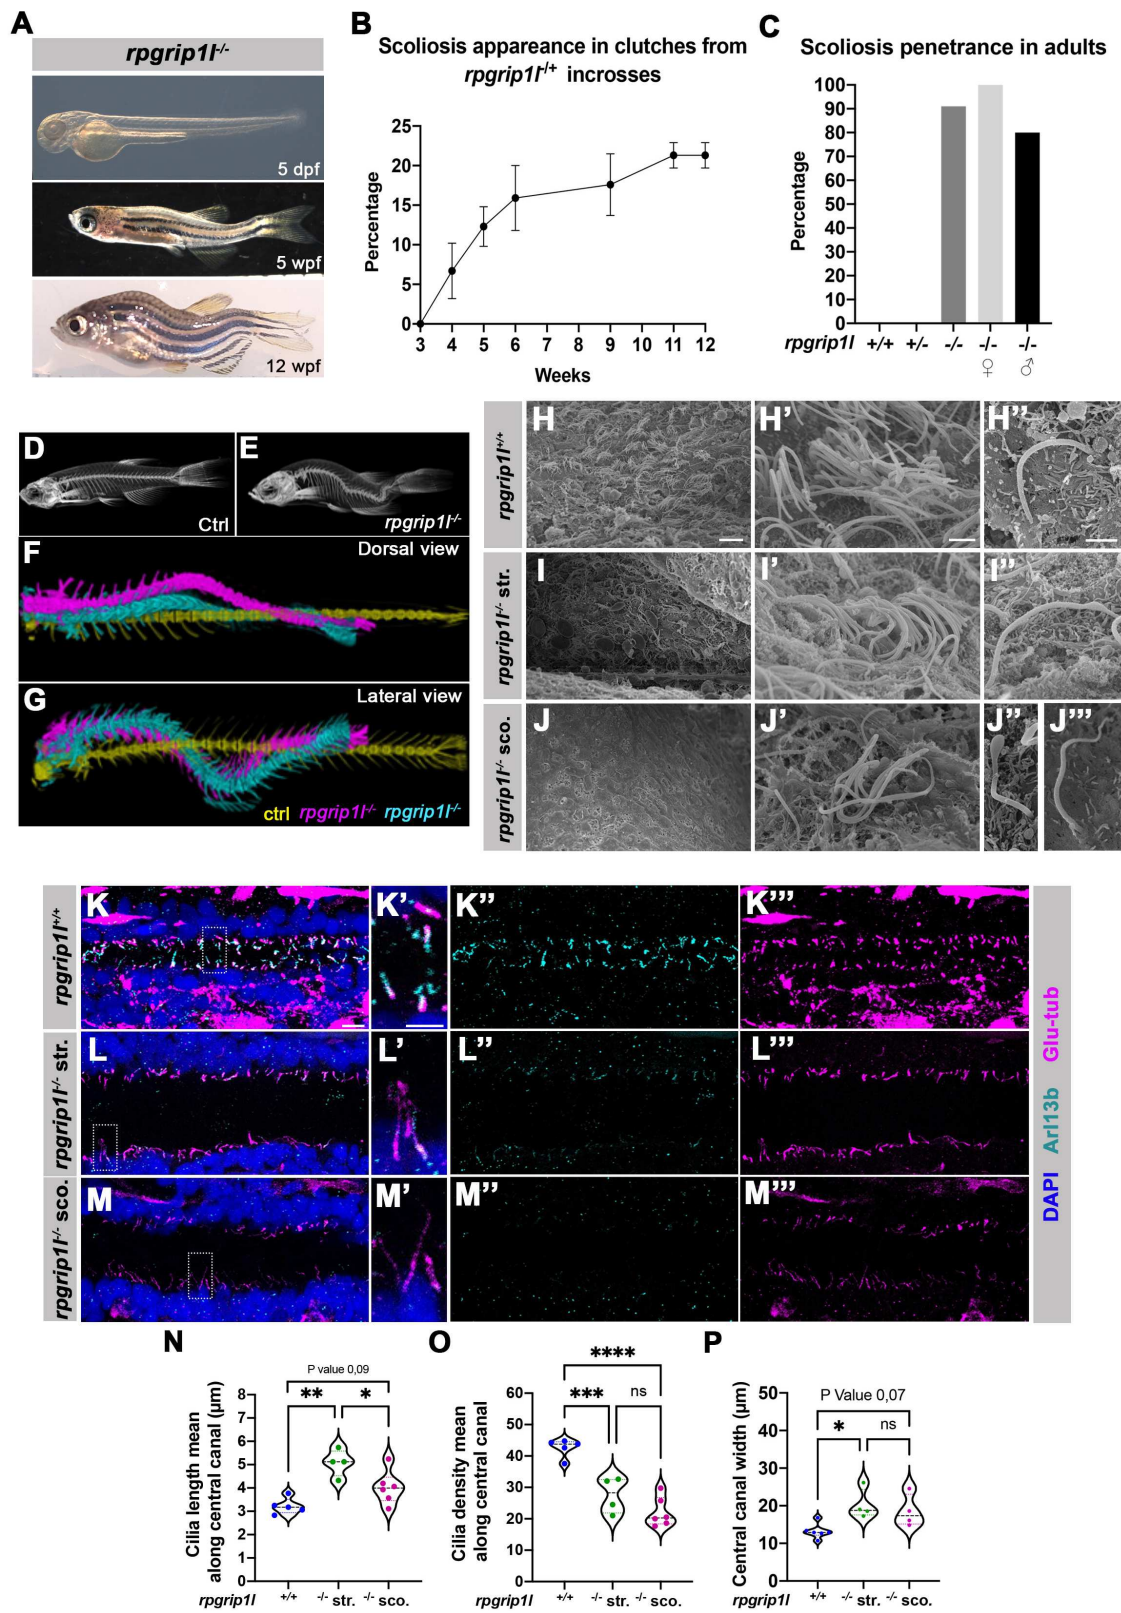 A
rpgrip1l-/-
5 dpf
5 wpf
12 wpf
B
Scoliosis appareance in clutches from
rpgrip1l-/+ incrosses
Percentage
25
20
15
10
5
0
3 4 5 6 7 8 9 10 11 12
Weeks
C
Scoliosis penetrance in adults
Percentage
100
90
80
70
60
50
40
30
20
10
0
rpgrip1l +/+ +/- -/- -/- -/-
♀ ♂
D
Ctrl
E
rpgrip1l-/-
F
Dorsal view
G
Lateral view
ctrl rpgrip1l-/- rpgrip1l-/-
rpgrip1l+/+
H
H'
H''
rpgrip1l-/- str.
I
I'
I''
rpgrip1l-/- sco.
J
J'
J''
J'''
rpgrip1l+/+
K
K'
K''
K'''
rpgrip1l-/- str.
L
L'
L''
L'''
rpgrip1l-/- sco.
M
M'
M''
M'''
DAPI Arl13b Glu-tub
N
P value 0,09
** *
Cilia length mean
along central canal (µm)
8
7
6
5
4
3
2
1
0
rpgrip1l +/+ -/- str. -/- sco.
O
****
*** ns
Cilia density mean
along central canal
60
50
40
30
20
10
0
rpgrip1l +/+ -/- str. -/- sco.
P
P Value 0,07
* ns
Central canal width (µm)
50
40
30
20
10
0
rpgrip1l +/+ -/- str. -/- sco.